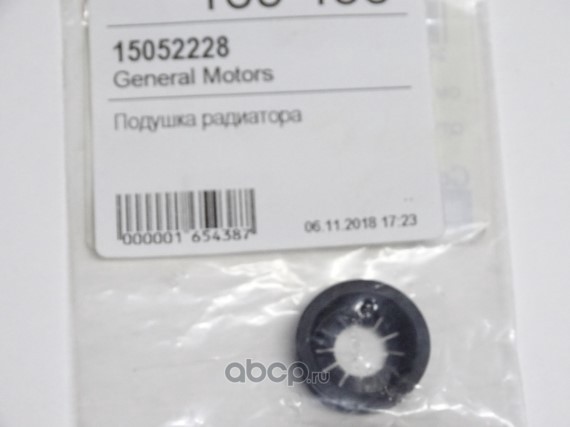 15052228
General Motors
Подушка радиатора
000001 654387
06.11.2018 17:23
abcp.ru